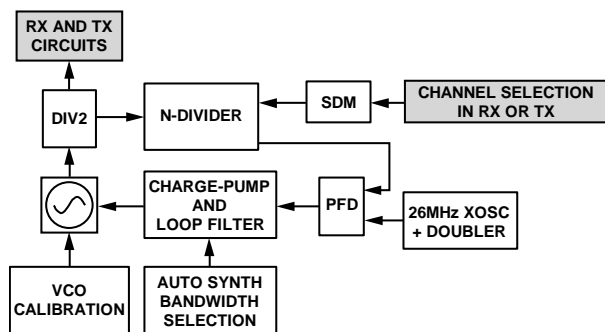 RX AND TX
CIRCUITS
DIV2
N-DIVIDER
SDM
CHANNEL SELECTION
IN RX OR TX
CHARGE-PUMP
AND
LOOP FILTER
PFD
26MHz XOSC
+ DOUBLER
VCO
CALIBRATION
AUTO SYNTH
BANDWIDTH
SELECTION